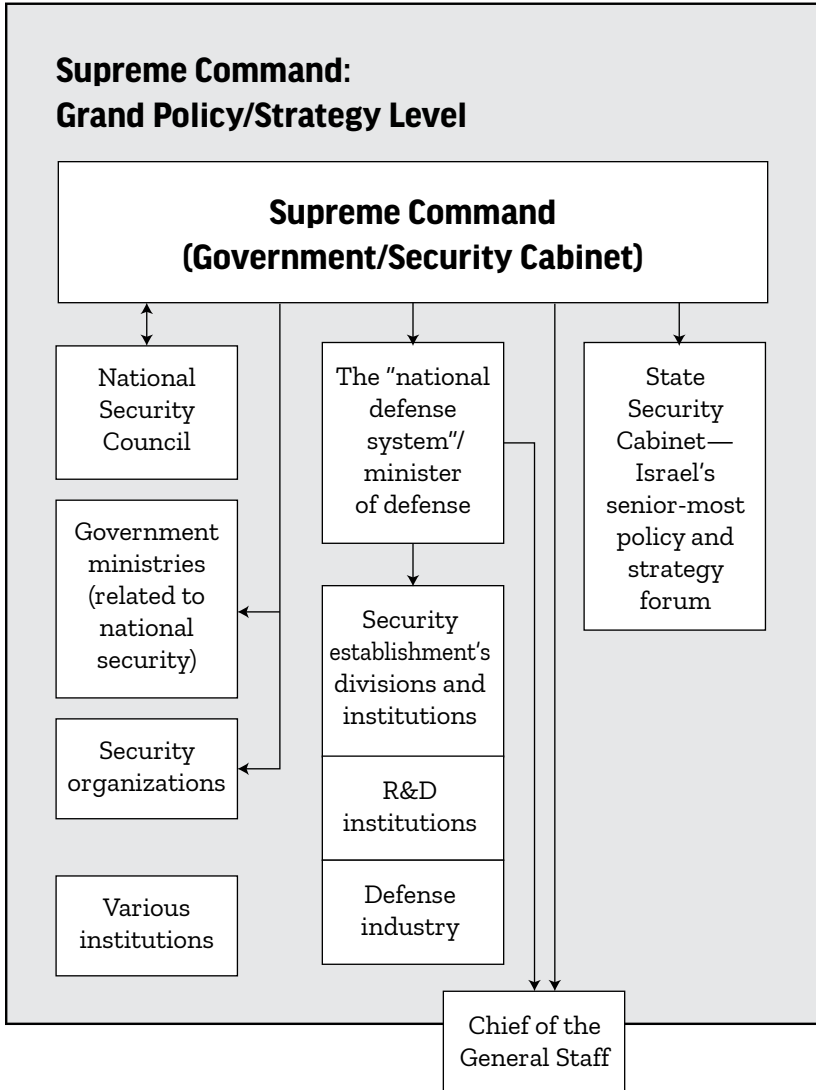 Supreme Command:
Grand Policy/Strategy Level
Supreme Command
(Government/Security Cabinet)
National
Security
Council
Government
ministries
(related to
national
security)
Security
organizations
Various
institutions
The “national
defense
system”/
minister
of defense
Security
establishment’s
divisions and
institutions
R&D
institutions
Defense
industry
State
Security
Cabinet—
Israel’s
senior-most
policy and
strategy
forum
Chief of the
General Staff